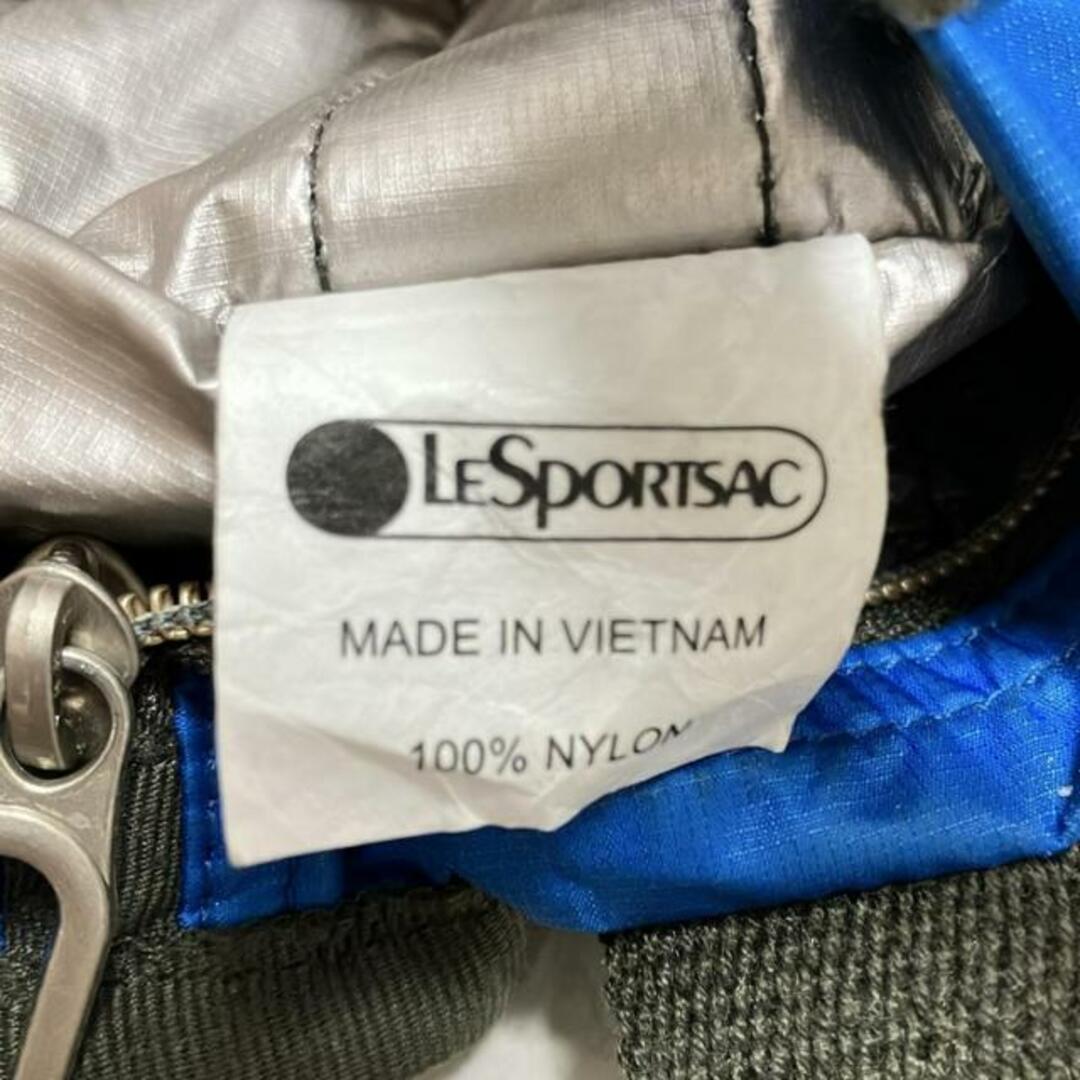 LeSportsac
MADE IN VIETNAM
100% NYLON